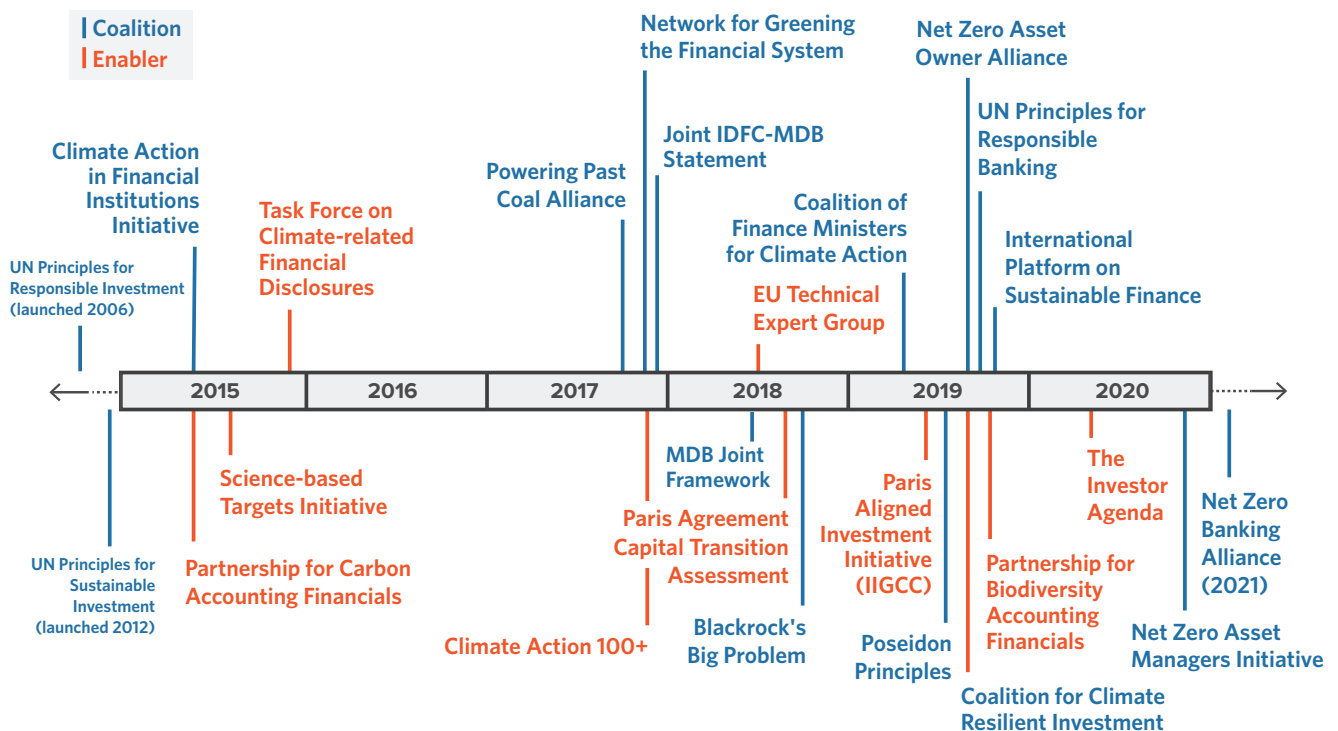 Coalition
Enabler
Network for Greening
the Financial System
Net Zero Asset
Owner Alliance
Climate Action
in Financial
Institutions
Initiative
Joint IDFC-MDB
Statement
UN Principles for
Responsible
Banking
Powering Past
Coal Alliance
Task Force on
Climate-related
Financial
Disclosures
Coalition of
Finance Ministers
for Climate Action
UN Principles for
Responsible Investment
(launched 2006)
International
Platform on
Sustainable Finance
EU Technical
Expert Group
2015
2016
2017
2018
2019
2020
Science-based
Targets Initiative
MDB Joint
Framework
The
Investor
Agenda
Paris
Aligned
Investment
Initiative
(IIGCC)
Net Zero
Banking
Alliance
(2021)
Paris Agreement
Capital Transition
Assessment
UN Principles for
Sustainable
Investment
(launched 2012)
Partnership for Carbon
Accounting Financials
Partnership for
Biodiversity
Accounting
Financials
Climate Action 100+
Blackrock's
Big Problem
Poseidon
Principles
Net Zero Asset
Managers Initiative
Coalition for Climate
Resilient Investment